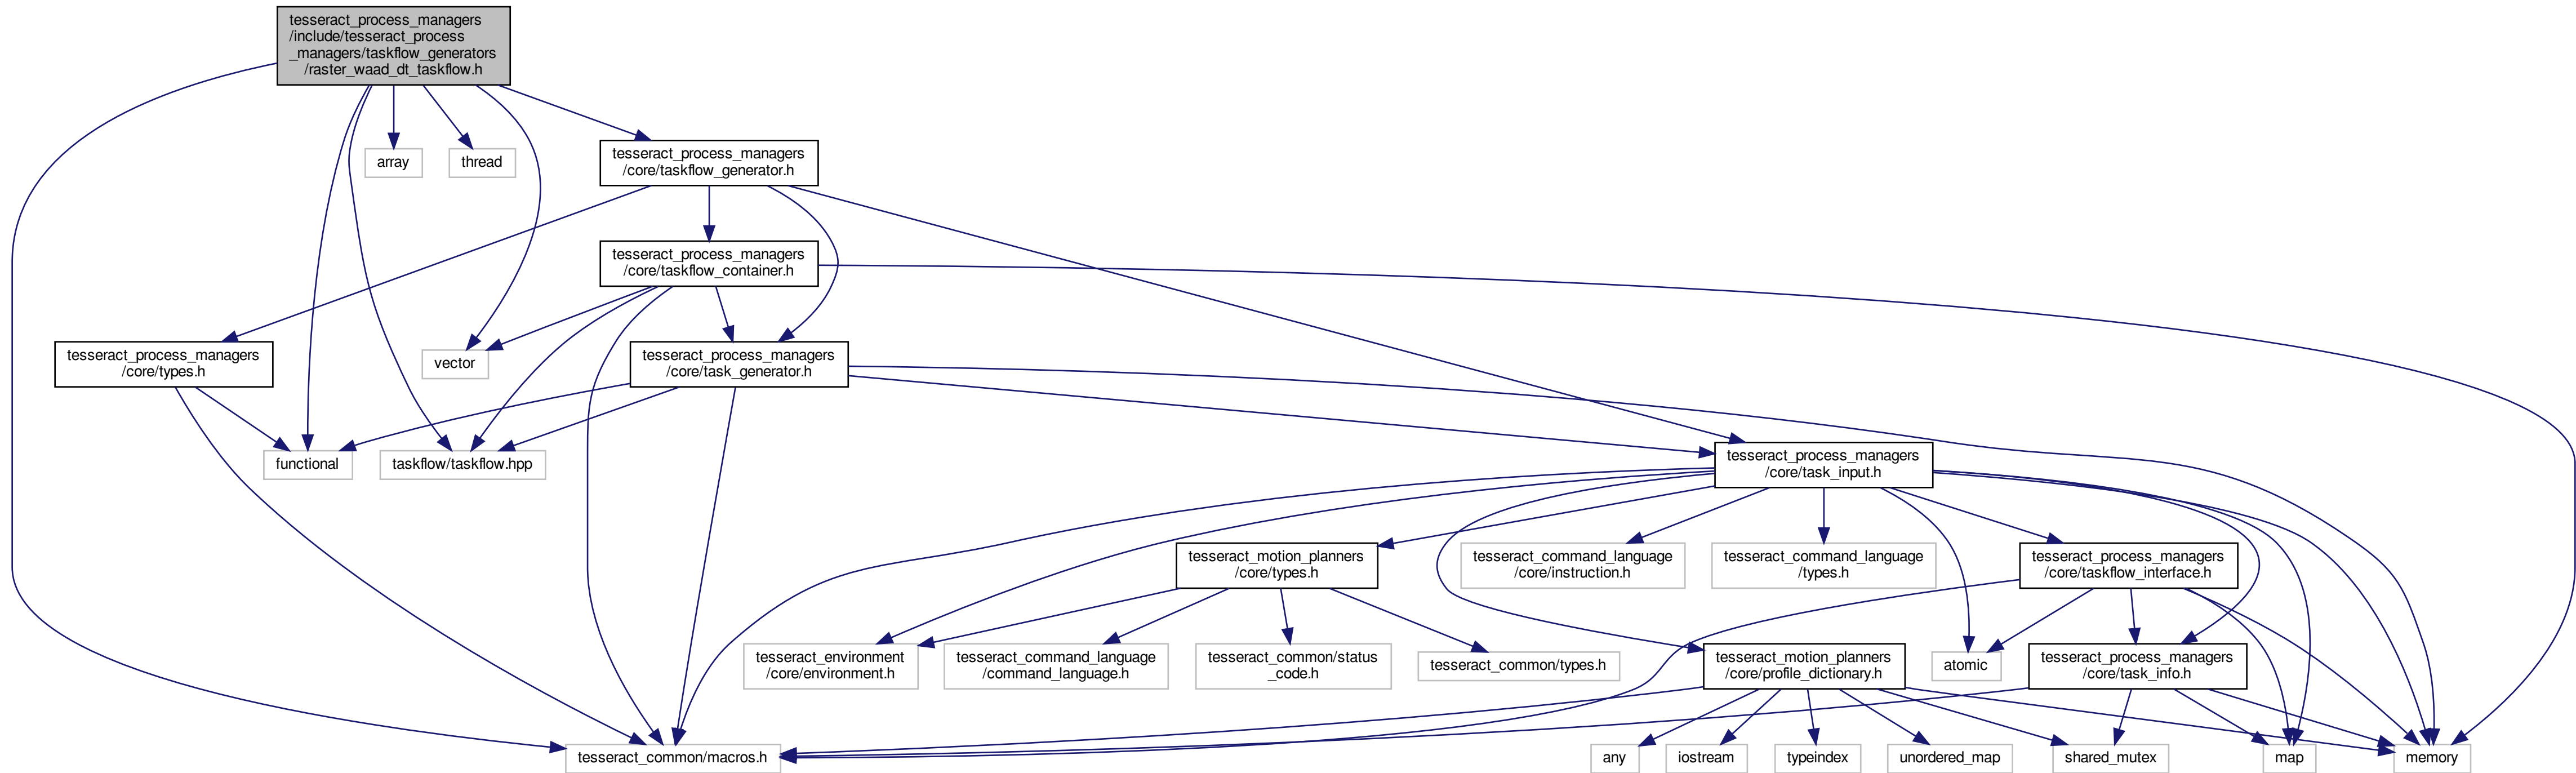 tesseract_process_managers
/include/tesseract_process
_managers/taskflow_generators
/raster_waad_dt_taskflow.h
array
thread
tesseract_process_managers
/core/taskflow_generator.h
tesseract_process_managers
/core/taskflow_container.h
tesseract_process_managers
/core/types.h
vector
tesseract_process_managers
/core/task_generator.h
functional
taskflow/taskflow.hpp
tesseract_process_managers
/core/task_input.h
tesseract_motion_planners
/core/types.h
tesseract_command_language
/core/instruction.h
tesseract_command_language
/types.h
tesseract_process_managers
/core/taskflow_interface.h
tesseract_environment
/core/environment.h
tesseract_command_language
/command_language.h
tesseract_common/status
_code.h
tesseract_common/types.h
tesseract_motion_planners
/core/profile_dictionary.h
atomic
tesseract_process_managers
/core/task_info.h
tesseract_common/macros.h
any
iostream
typeindex
unordered_map
shared_mutex
map
memory